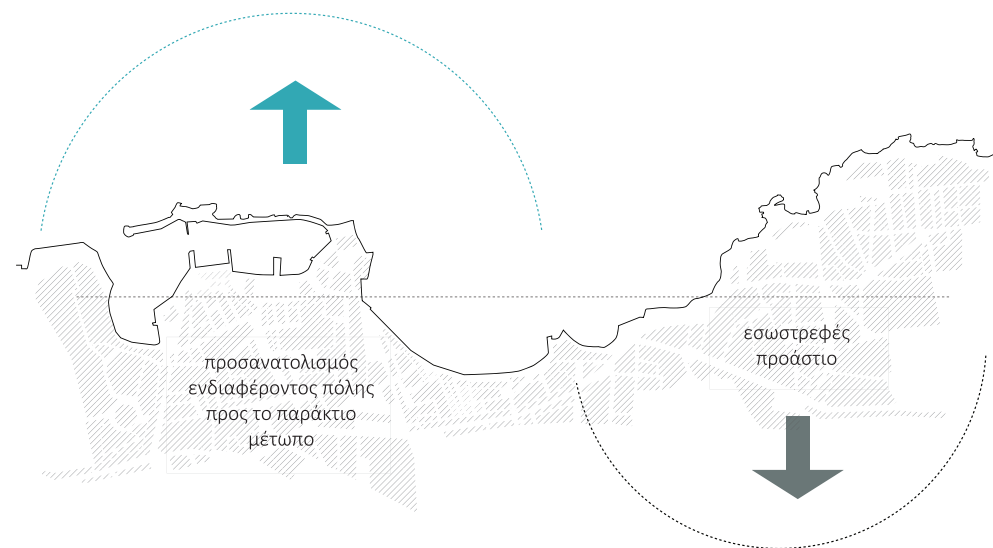 προσανατολισμός
ενδιαφέροντος πόλης
προς το παράκτιο
μέτωπο
εσωστρεφές
προάστιο